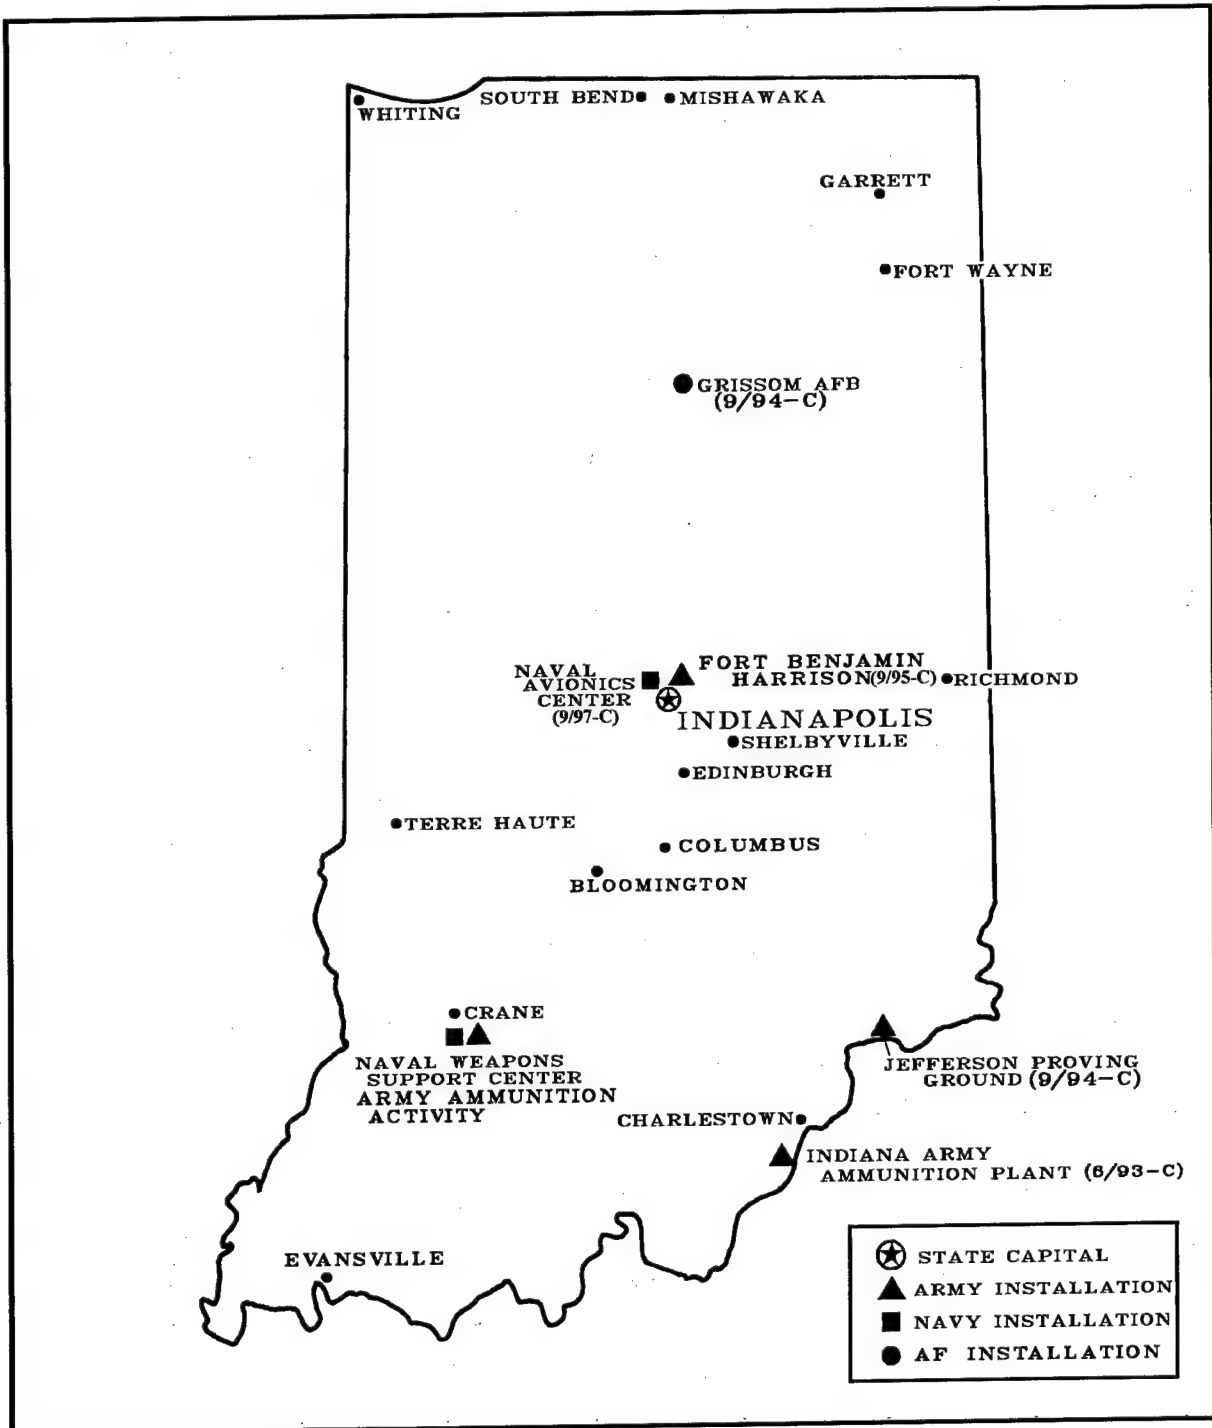 WHITING
SOUTH BEND
MISHAWAKA
GARRETT
FORT WAYNE
GRISSOM AFB
(9/94-C)
NAVAL
AVIONICS
CENTER
(9/97-C)
FORT BENJAMIN
HARRISON(9/95-C)
RICHMOND
INDIANAPOLIS
SHELBYVILLE
EDINBURGH
TERRE HAUTE
COLUMBUS
BLOOMINGTON
CRANE
NAVAL WEAPONS
SUPPORT CENTER
ARMY AMMUNITION
ACTIVITY
JEFFERSON PROVING
GROUND (9/94-C)
CHARLESTOWN
INDIANA ARMY
AMMUNITION PLANT (6/93-C)
EVANSVILLE
STATE CAPITAL
ARMY INSTALLATION
NAVY INSTALLATION
AF INSTALLATION